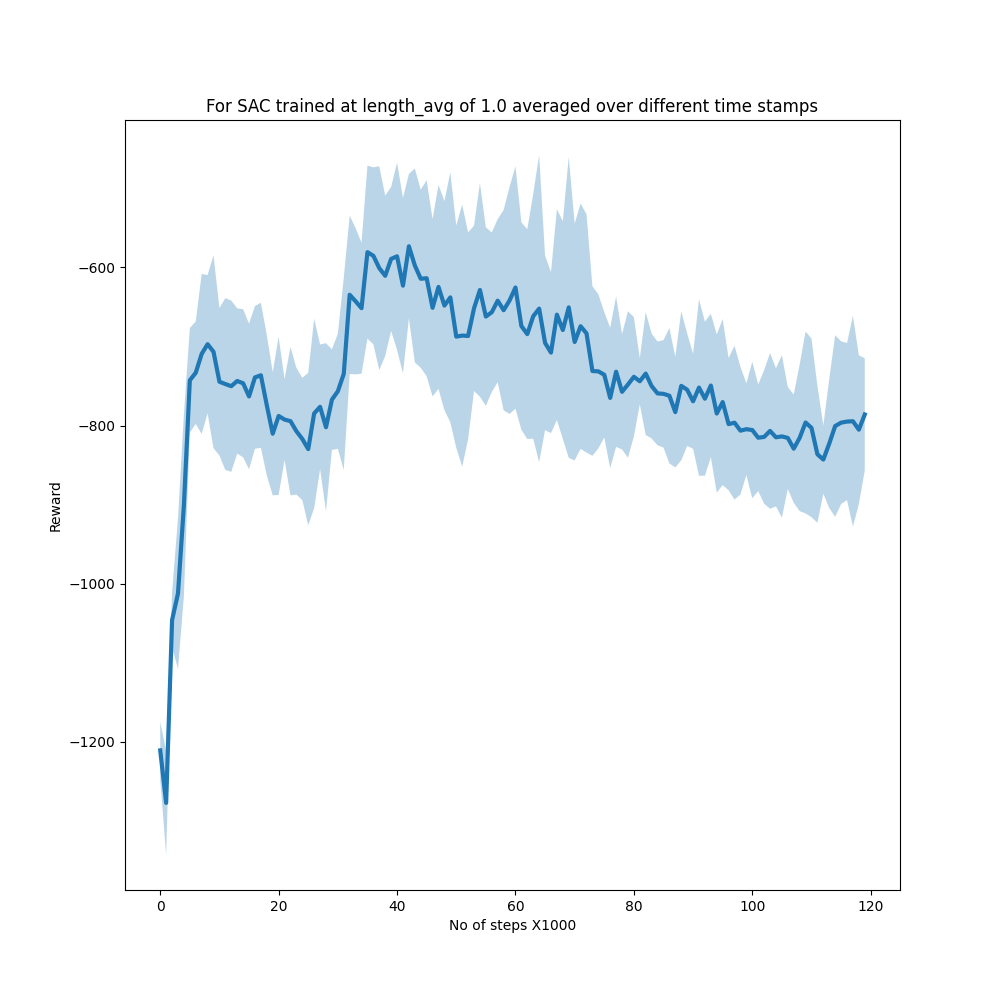 For SAC trained at length_avg of 1.0 averaged over different time stamps
−600
−800
−1000
−1200
Reward
0 20 40 60 80 100 120
No of steps X1000